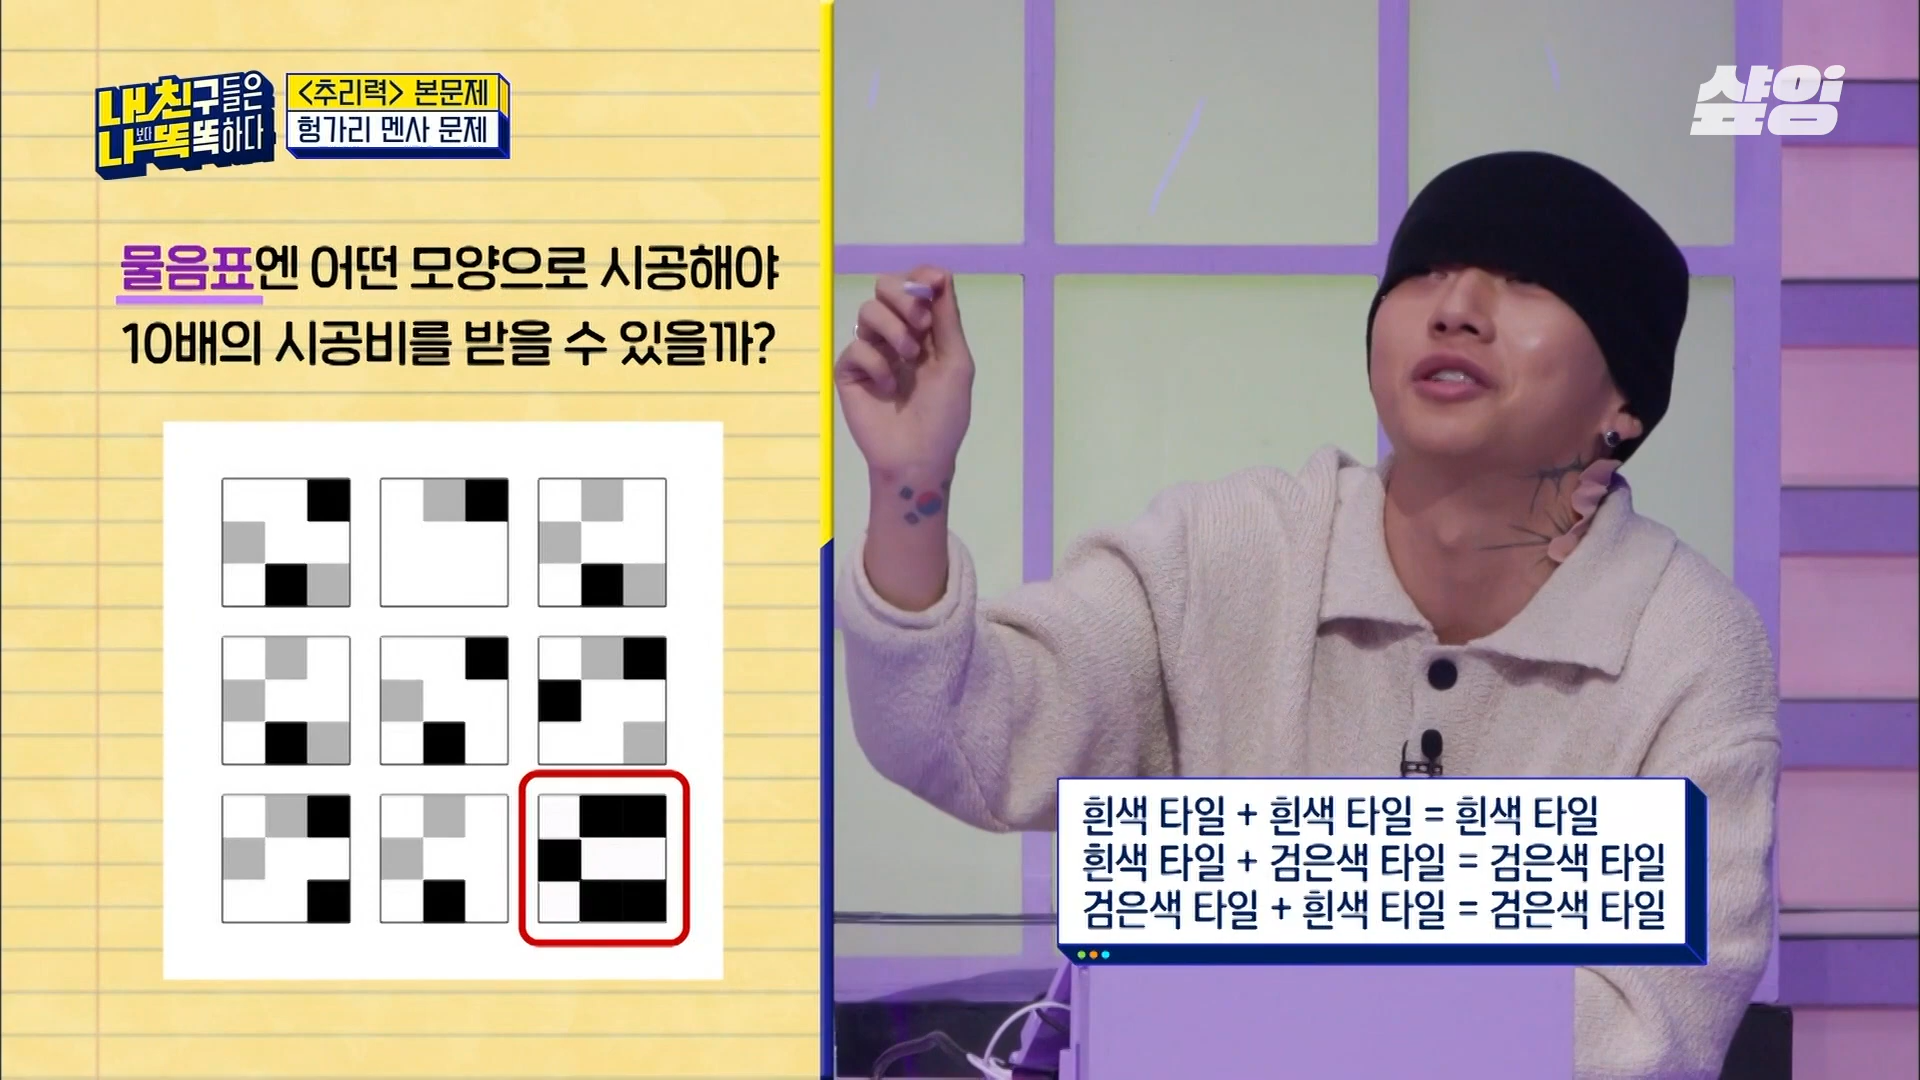 내 친구들은
나보다 똑똑하다
<추리력> 본문제
헝가리 멘사 문제
샾잉
물음표엔 어떤 모양으로 시공해야
10배의 시공비를 받을 수 있을까?
흰색 타일 + 흰색 타일 = 흰색 타일
흰색 타일 + 검은색 타일 = 검은색 타일
검은색 타일 + 흰색 타일 = 검은색 타일